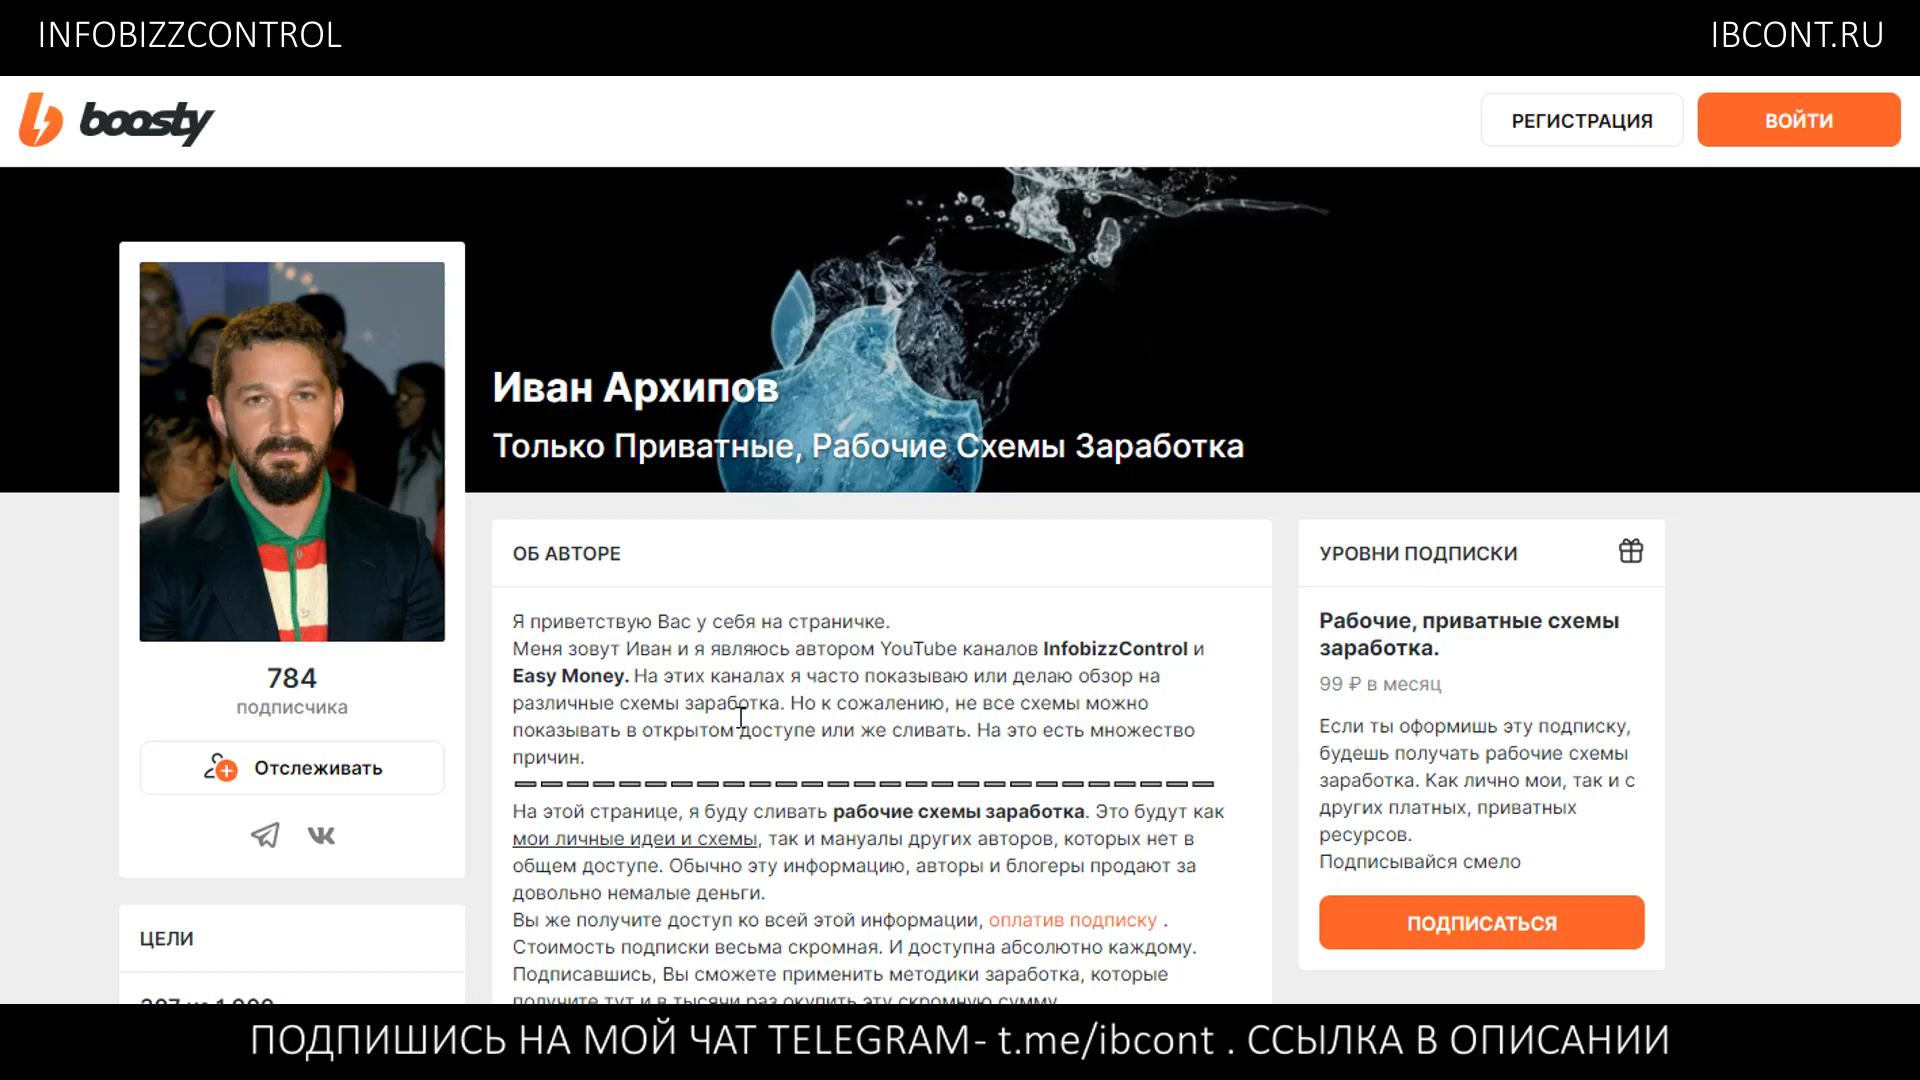 INFOBIZZCONTROL
IBCONT.RU
boosty
РЕГИСТРАЦИЯ
ВОЙТИ
Иван Архипов
Только Приватные, Рабочие Схемы Заработка
784
подписчика
Отслеживать
ЦЕЛИ
ОБ АВТОРЕ
Я приветствую Вас у себя на страничке.
Меня зовут Иван и я являюсь автором YouTube каналов InfobizzControl и
Easy Money. На этих каналах я часто показываю или делаю обзор на
различные схемы заработка. Но к сожалению, не все схемы можно
показывать в открытом доступе или же сливать. На это есть множество
причин.
На этой странице, я буду сливать рабочие схемы заработка. Это будут как
мои личные идеи и схемы, так и мануалы других авторов, которых нет в
общем доступе. Обычно эту информацию, авторы и блогеры продают за
довольно немалые деньги.
Вы же получите доступ ко всей этой информации, оплатив подписку .
Стоимость подписки весьма скромная. И доступна абсолютно каждому.
Подписавшись, Вы сможете применить методики заработка, которые
получите тут и в тысячи раз окупить эту скромную сумму.
УРОВНИ ПОДПИСКИ
Рабочие, приватные схемы
заработка.
99 ₽ в месяц
Если ты оформишь эту подписку,
будешь получать рабочие схемы
заработка. Как лично мои, так и с
других платных, приватных
ресурсов.
Подписывайся смело
ПОДПИСАТЬСЯ
ПОДПИШИСЬ НА МОЙ ЧАТ TELEGRAM- t.me/ibcont . ССЫЛКА В ОПИСАНИИ